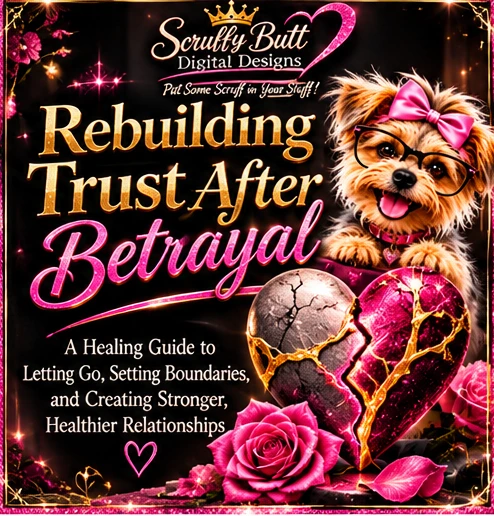 Scruffy Butt
Digital Designs
Put Some Scruff in Your Stuff!
Rebuilding
Trust After
Betrayal
A Healing Guide to
Letting Go, Setting Boundaries,
and Creating Stronger,
Healthier Relationships